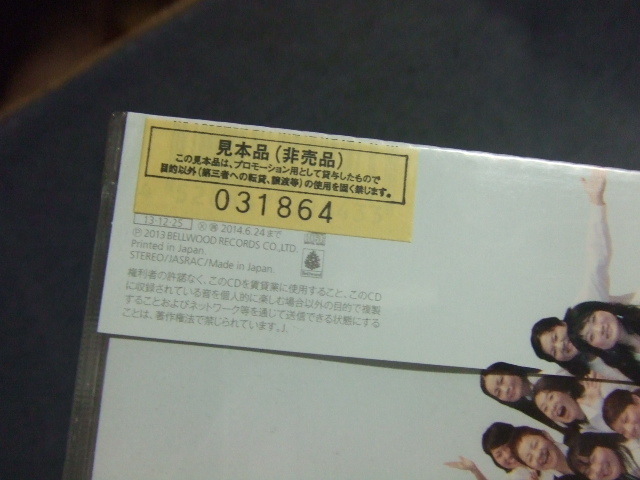 見本品(非売品)
この見本品は、プロモーション用として貸与したもので
目的以外(第三者への転貸、譲渡等)の使用を固く禁じます。
031864
13·12·25 2014.6.24まで
℗2013 BELLWOOD RECORDS CO.,LTD.
Printed in Japan.
STEREO/JASRAC/Made in Japan.
権利者の許諾なく、このCDを賃貸業に使用すること、このCD
に収録されている音を個人的に楽しむ場合以外の目的で複製
することおよびネットワーク等を通じて送信できる状態にする
ことは、著作権法で禁じられています。